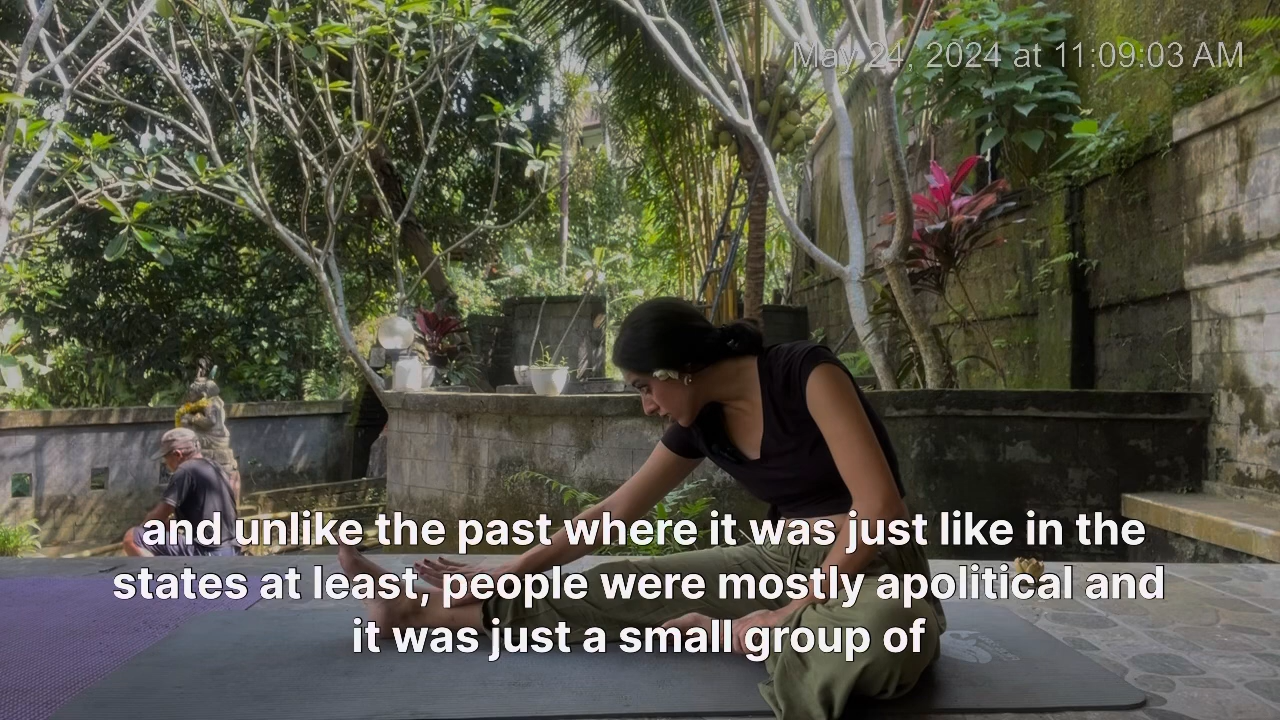 May 24, 2024 at 11:09:03 AM
and unlike the past where it was just like in the
states at least, people were mostly apolitical and
it was just a small group of